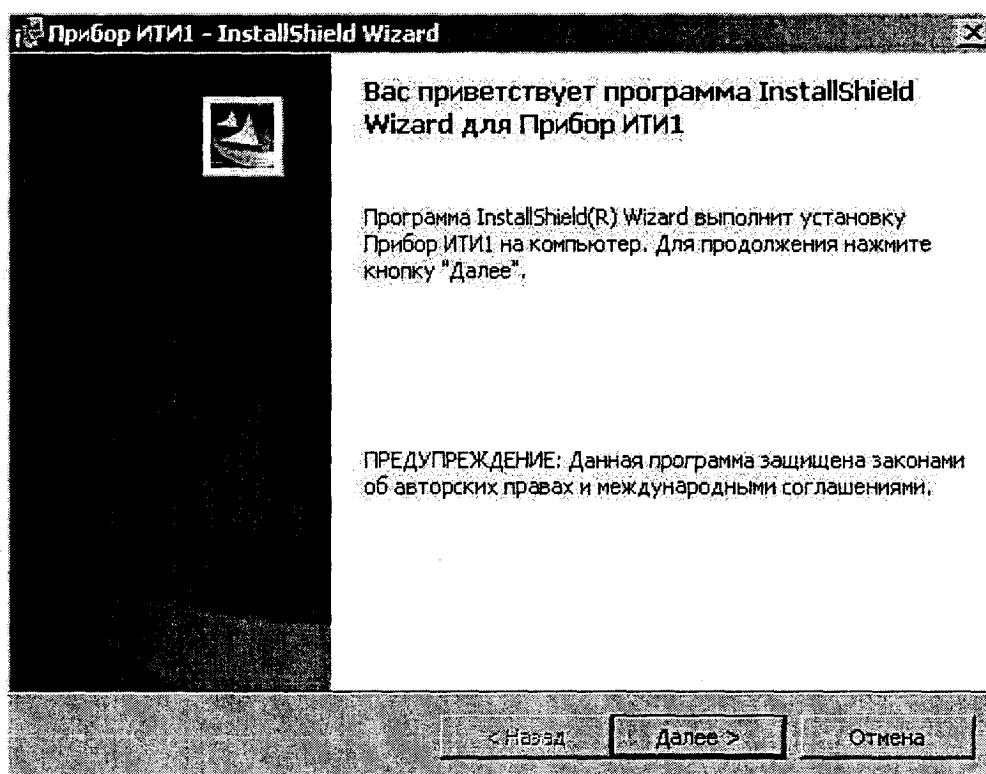 Прибор ИТИ1 - InstallShield Wizard
Вас приветствует программа InstallShield
Wizard для Прибор ИТИ1
Программа InstallShield(R) Wizard выполнит установку
Прибор ИТИ1 на компьютер. Для продолжения нажмите
кнопку "Далее".
ПРЕДУПРЕЖДЕНИЕ: Данная программа защищена законами
об авторских правах и международными соглашениями.
< Назад Далее > Отмена